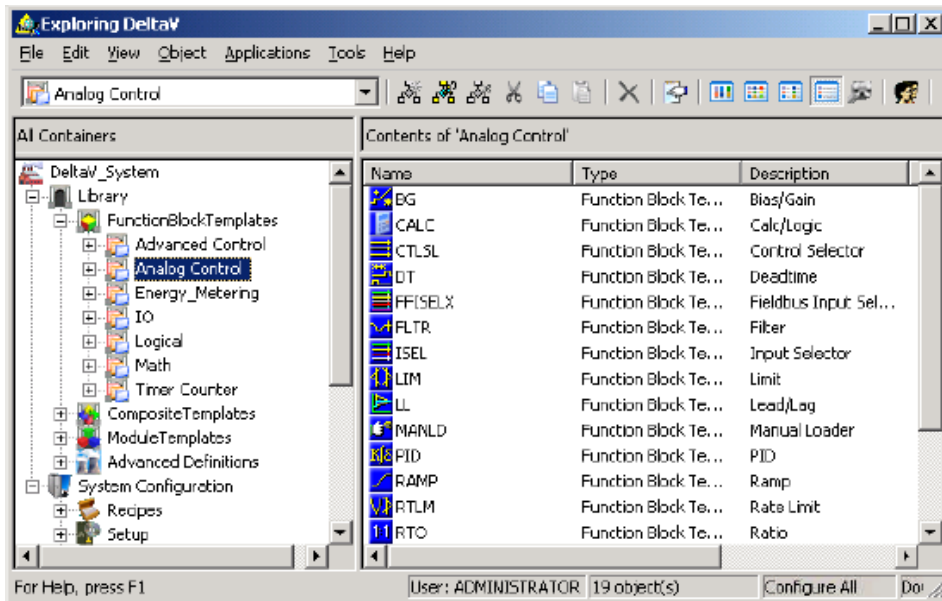 Exploring DeltaV
File Edit View Object Applications Tools Help
Analog Control
All Containers
DeltaV_System
Library
FunctionBlockTemplates
Advanced Control
Analog Control
Energy_Metering
IO
Logical
Math
Timer Counter
CompositeTemplates
ModuleTemplates
Advanced Definitions
System Configuration
Recipes
Setup
Contents of 'Analog Control'
Name Type Description
BG Function Block Te... Bias/Gain
CALC Function Block Te... Calc/Logic
CTLSL Function Block Te... Control Selector
DT Function Block Te... Deadtime
FFISELX Function Block Te... Fieldbus Input Sel...
FLTR Function Block Te... Filter
ISEL Function Block Te... Input Selector
LIM Function Block Te... Limit
LL Function Block Te... Lead/Lag
MANLD Function Block Te... Manual Loader
PID Function Block Te... PID
RAMP Function Block Te... Ramp
RTLM Function Block Te... Rate Limit
RTO Function Block Te... Ratio
For Help, press F1 User: ADMINISTRATOR 19 object(s) Configure All